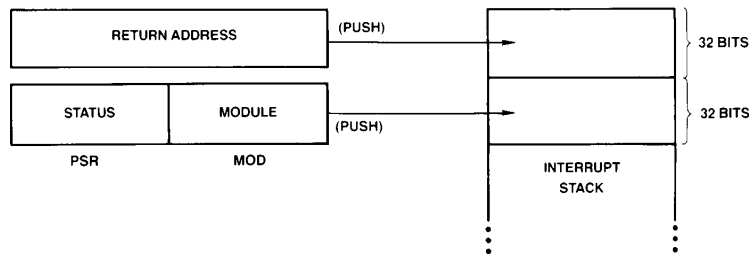 RETURN ADDRESS
(PUSH)
32 BITS
STATUS
MODULE
(PUSH)
32 BITS
PSR
MOD
INTERRUPT
STACK